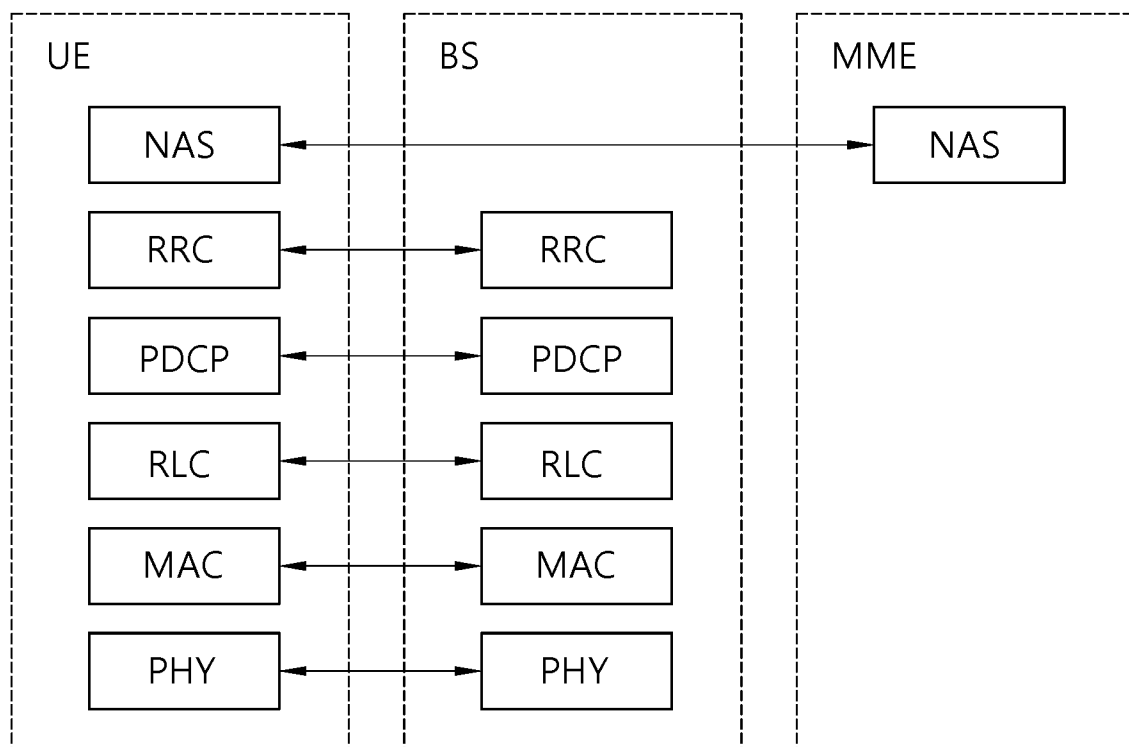 UE BS MME
NAS NAS
RRC RRC
PDCP PDCP
RLC RLC
MAC MAC
PHY PHY